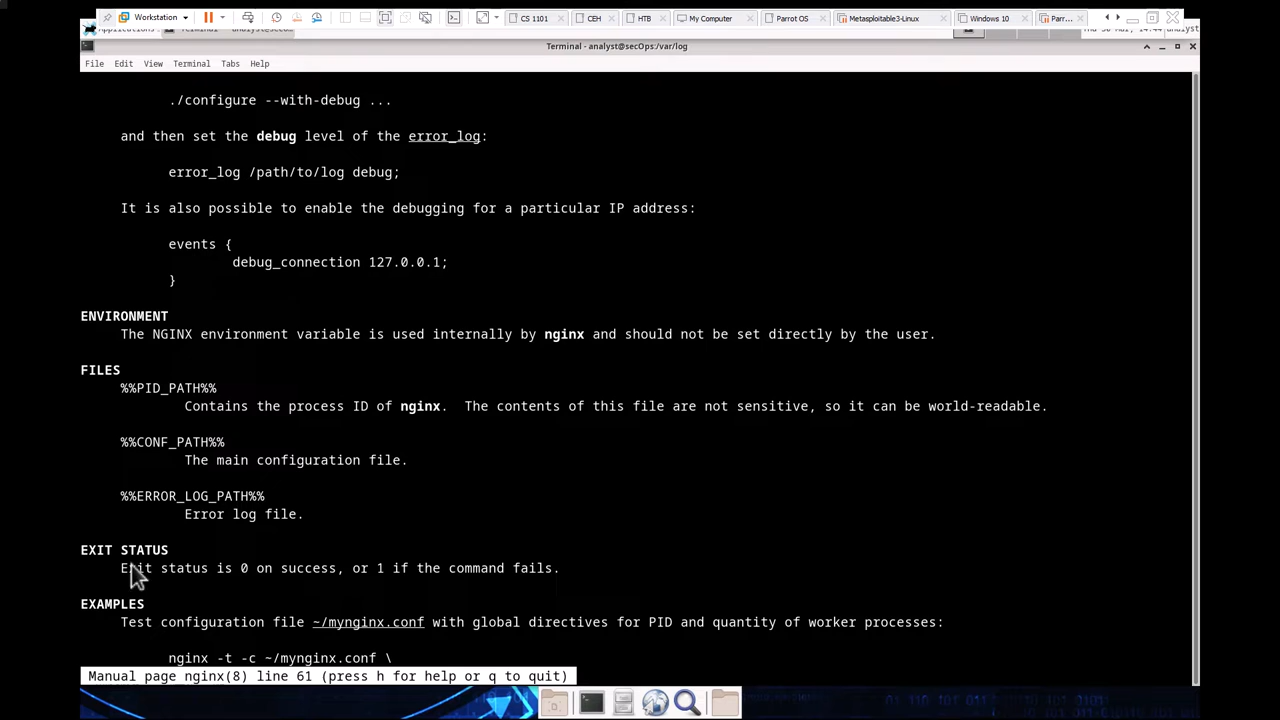 Workstation
CS 1101
CEH
HTB
My Computer
Parrot OS
Metasploitable3-Linux
Windows 10
Parr...
Terminal - analyst@secOps:/var/log
File Edit View Terminal Tabs Help
./configure --with-debug ...
and then set the debug level of the error_log:
error_log /path/to/log debug;
It is also possible to enable the debugging for a particular IP address:
events {
debug_connection 127.0.0.1;
}
ENVIRONMENT
The NGINX environment variable is used internally by nginx and should not be set directly by the user.
FILES
%%PID_PATH%%
Contains the process ID of nginx. The contents of this file are not sensitive, so it can be world-readable.
%%CONF_PATH%%
The main configuration file.
%%ERROR_LOG_PATH%%
Error log file.
EXIT STATUS
Exit status is 0 on success, or 1 if the command fails.
EXAMPLES
Test configuration file ~/mynginx.conf with global directives for PID and quantity of worker processes:
nginx -t -c ~/mynginx.conf \
Manual page nginx(8) line 61 (press h for help or q to quit)